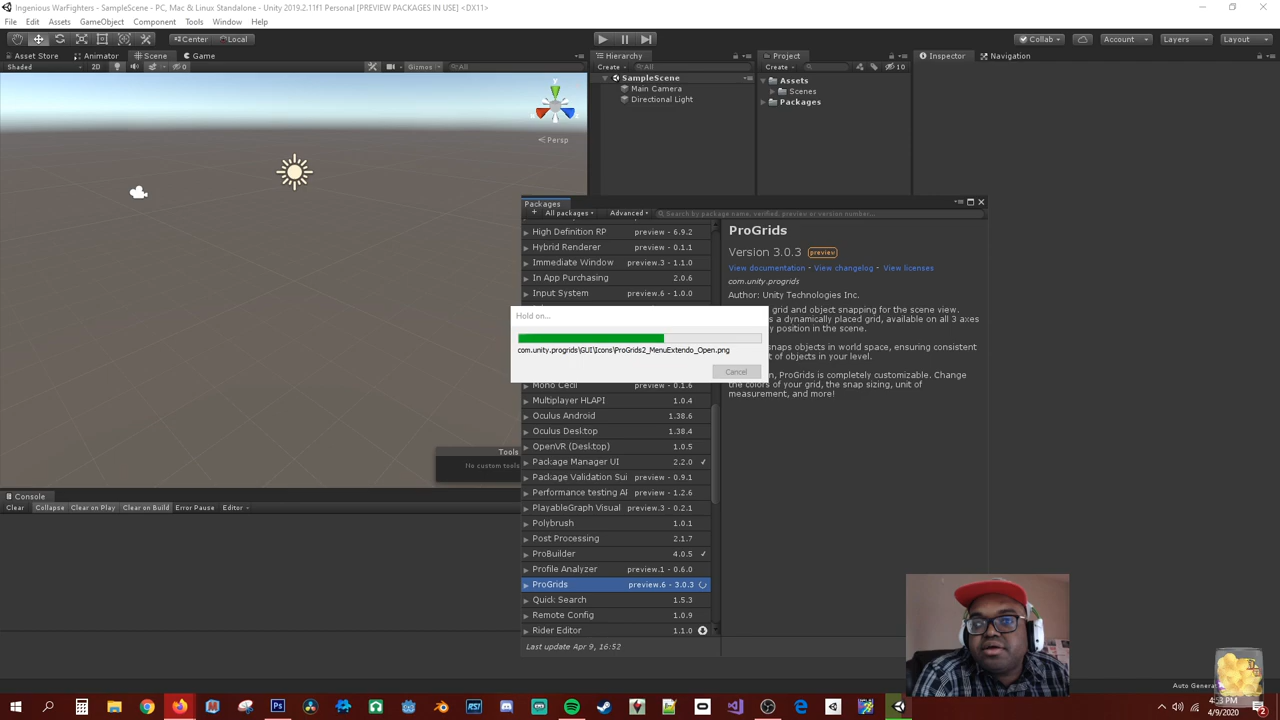 Ingenious WarFighters - SampleScene - PC, Mac & Linux Standalone - Unity 2019.2.11f1 Personal [PREVIEW PACKAGES IN USE] <DX11>
File Edit Assets GameObject Component Tools Window Help
Center Local Collab Account Layers Layout
Asset Store Animator Scene Game Hierarchy Project Inspector Navigation
Shaded 2D Gizmos All Create All Create 10
SampleScene
Main Camera
Directional Light
Assets
Scenes
Packages
y
Persp
Packages
+ All packages Advanced Search by package name, verified, preview or version number...
High Definition RP preview - 6.9.2
Hybrid Renderer preview - 0.1.1
Immediate Window preview.3 - 1.1.0
In App Purchasing 2.0.6
Input System preview.6 - 1.0.0
ProGrids
Version 3.0.3 preview
View documentation - View changelog - View licenses
com.unity.progrids
Author: Unity Technologies Inc.
grid and object snapping for the scene view.
s a dynamically placed grid, available on all 3 axes
y position in the scene.
snaps objects in world space, ensuring consistent
t of objects in your level.
n, ProGrids is completely customizable. Change
the colors of your grid, the snap sizing, unit of
measurement, and more!
Hold on...
com.unity.progrids\GUI\Icons\ProGrids2_MenuExtendo_Open.png
Cancel
Mono Cecil preview - 0.1.6
Multiplayer HLAPI 1.0.4
Oculus Android 1.38.6
Oculus Desktop 1.38.4
OpenVR (Desktop) 1.0.5
Package Manager UI 2.2.0
Package Validation Sui preview - 0.9.1
Performance testing AP preview - 1.2.6
PlayableGraph Visual preview.3 - 0.2.1
Polybrush 1.0.1
Post Processing 2.1.7
ProBuilder 4.0.5
Profile Analyzer preview.1 - 0.6.0
ProGrids preview.6 - 3.0.3
Quick Search 1.5.3
Remote Config 1.0.9
Rider Editor 1.1.0
Last update Apr 9, 16:52
Tools
No custom tools
Console
Clear Collapse Clear on Play Clear on Build Error Pause Editor
Auto Genera
4:53 PM
4/9/2020